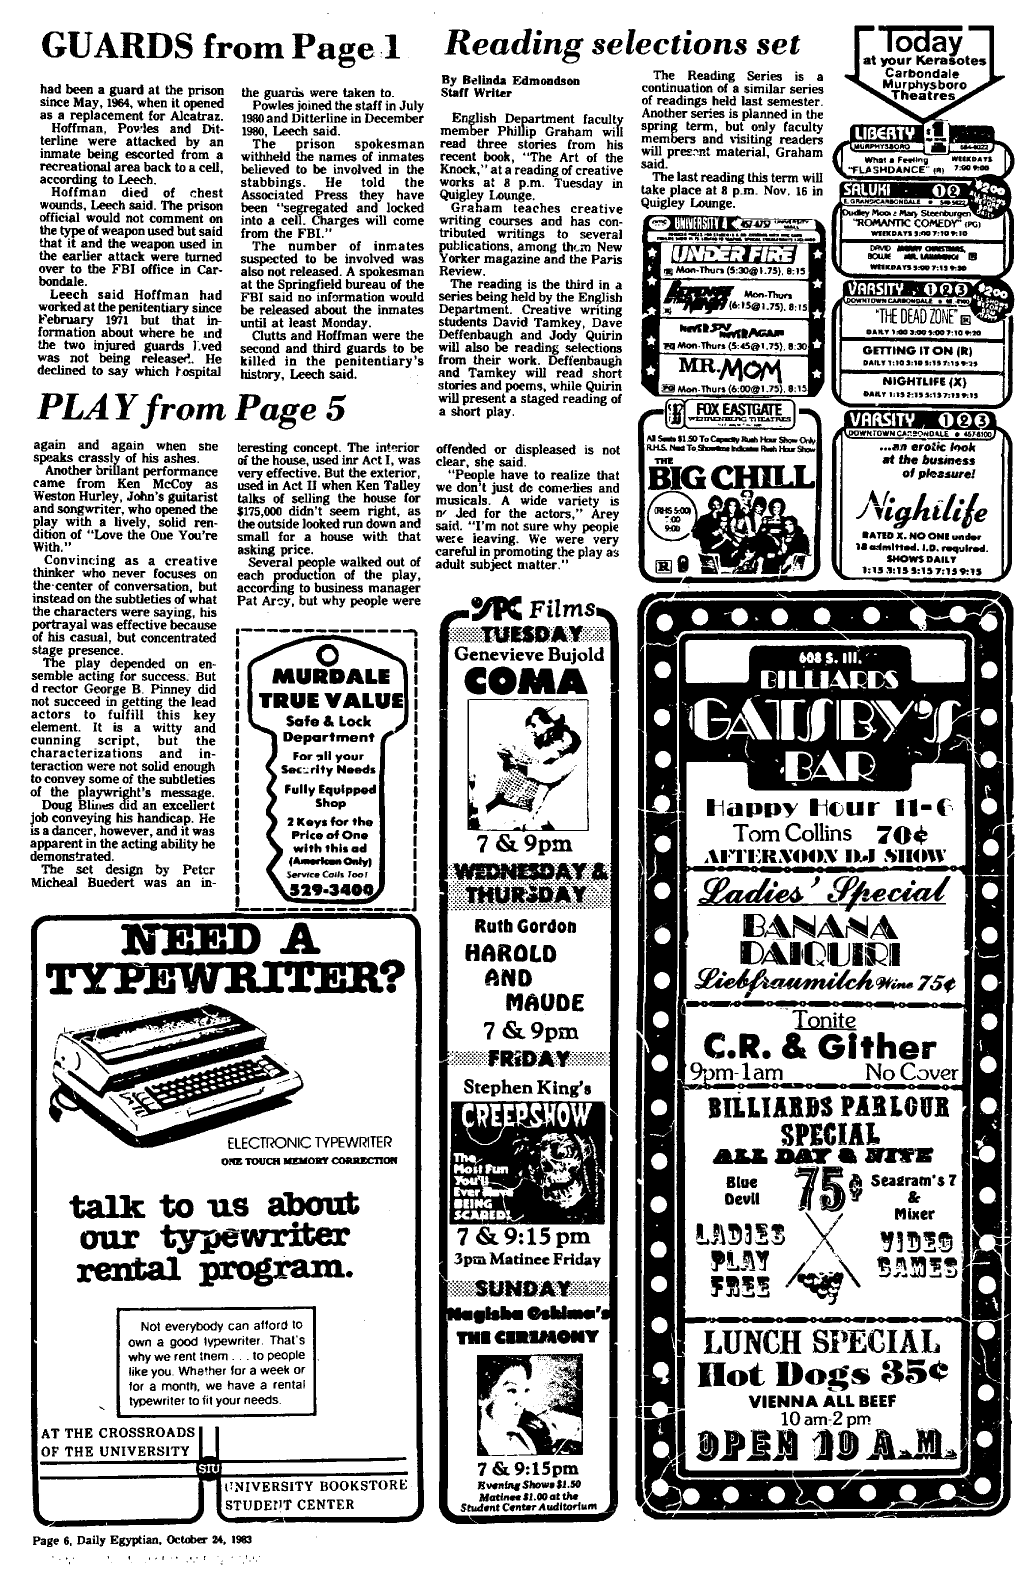 GUARDS from Page 1
had been a guard at the prison
since May, 1964, when it opened
as a replacement for Alcatraz.
Hoffman, Powles and Dit-
terline were attacked by an
inmate being escorted from a
recreational area back to a cell,
according to Leech.
Hoffman died of chest
wounds, Leech said. The prison
official would not comment on
the type of weapon used but said
that it and the weapon used in
the earlier attack were turned
over to the FBI office in Car-
bondale.
Leech said Hoffman had
worked at the penitentiary since
February 1971 but that in-
formation about where he and
the two injured guards lived
was not being released. He
declined to say which hospital
the guards were taken to.
Powles joined the staff in July
1980 and Ditterline in December
1980, Leech said.
The prison spokesman
withheld the names of inmates
believed to be involved in the
stabbings. He told the
Associated Press they have
been "segregated and locked
into a cell. Charges will come
from the FBI."
The number of inmates
suspected to be involved was
also not released. A spokesman
at the Springfield bureau of the
FBI said no information would
be released about the inmates
until at least Monday.
Clutts and Hoffman were the
second and third guards to be
killed in the penitentiary's
history, Leech said.
Reading selections set
By Belinda Edmondson
Staff Writer
English Department faculty
member Phillip Graham will
read three stories from his
recent book, "The Art of the
Knock," at a reading of creative
works at 8 p.m. Tuesday in
Quigley Lounge.
Graham teaches creative
writing courses and has con-
tributed writings to several
publications, among them New
Yorker magazine and the Paris
Review.
The reading is the third in a
series being held by the English
Department. Creative writing
students David Tamkey, Dave
Deffenbaugh and Jody Quirin
will also be reading selections
from their work. Deffenbaugh
and Tamkey will read short
stories and poems, while Quirin
will present a staged reading of
a short play.
The Reading Series is a
continuation of a similar series
of readings held last semester.
Another series is planned in the
spring term, but only faculty
members and visiting readers
will present material, Graham
said.
The last reading this term will
take place at 8 p.m. Nov. 16 in
Quigley Lounge.
PLAY from Page 5
again and again when she
speaks crassly of his ashes.
Another brillant performance
came from Ken McCoy as
Weston Hurley, John's guitarist
and songwriter, who opened the
play with a lively, solid ren-
dition of "Love the One You're
With."
Convincing as a creative
thinker who never focuses on
the center of conversation, but
instead on the subtleties of what
the characters were saying, his
portrayal was effective because
of his casual, but concentrated
stage presence.
The play depended on en-
semble acting for success. But
director George B. Pinney did
not succeed in getting the lead
actors to fulfill this key
element. It is a witty and
cunning script, but the
characterizations and in-
teraction were not solid enough
to convey some of the subtleties
of the playwright's message.
Doug Blines did an excellert
job conveying his handicap. He
is a dancer, however, and it was
apparent in the acting ability he
demonstrated.
The set design by Peter
Micheal Buedert was an in-
teresting concept. The interior
of the house, used inr Act I, was
very effective. But the exterior,
used in Act II when Ken Talley
talks of selling the house for
$175,000 didn't seem right, as
the outside looked run down and
small for a house with that
asking price.
Several people walked out of
each production of the play,
according to business manager
Pat Arey, but why people were
offended or displeased is not
clear, she said.
"People have to realize that
we don't just do comedies and
musicals. A wide variety is
needed for the actors," Arey
said. "I'm not sure why people
were leaving. We were very
careful in promoting the play as
adult subject matter."
Today
at your Kerasotes
Carbondale
Murphysboro
Theatres
LIBERTY
MURPHYSBORO 684-6022
What a Feeling WEEKDAYS
"FLASHDANCE" (R) 7:00 9:00
SALUKI 1 2 $2.00
E. GRAND CARBONDALE 549-5622
Dudley Moore Mary Steenburgen
"ROMANTIC COMEDY" (PG)
WEEKDAYS 5:00 7:10 9:10
DAVID BOWIE MERRY CHRISTMAS, MR. LAWRENCE R
WEEKDAYS 5:00 7:15 9:30
VARSITY 1 2 3 $2.00
DOWNTOWN CARBONDALE
"THE DEAD ZONE" R
DAILY 1:00 3:00 5:00 7:10 9:20
GETTING IT ON (R)
DAILY 1:10 3:10 5:15 7:15 9:25
NIGHTLIFE (X)
DAILY 1:15 2:15 5:15 7:15 9:15
VARSITY 1 2 3
DOWNTOWN CARBONDALE 457-6100
...an erotic look
at the business
of pleasure!
Nightlife
RATED X. NO ONE under
18 admitted. I.D. required.
SHOWS DAILY
1:15 3:15 5:15 7:15 9:15
UNIVERSITY 4 UNIVERSITY MALL
UNDER FIRE
R Mon-Thurs (5:30@1.75), 8:15
Mon-Thurs
(6:15@1.75), 8:15
NEVER SAY NEVER AGAIN
PG Mon-Thurs (5:45@1.75), 8:30
MR. MOM
PG Mon-Thurs (6:00@1.75), 8:15
FOX EASTGATE
All Seats $1.50 To Capacity Rush Hour Show Only
R.H.S. Next To Showtime Indicates Rush Hour Show
THE
BIG CHILL
(RHS 5:00)
7:00
9:00
R
MURDALE
TRUE VALUE
Safe & Lock
Department
For all your
Security Needs
Fully Equipped
Shop
2 Keys for the
Price of One
with this ad
(American Only)
Service Calls Too!
529-3400
NEED A
TYPEWRITER?
ELECTRONIC TYPEWRITER
ONE TOUCH MEMORY CORRECTION
talk to us about
our typewriter
rental program.
Not everybody can afford to
own a good typewriter. That's
why we rent them . . . to people
like you. Whether for a week or
for a month, we have a rental
typewriter to fit your needs.
AT THE CROSSROADS
OF THE UNIVERSITY
SIU
UNIVERSITY BOOKSTORE
STUDENT CENTER
SPC Films
TUESDAY
Genevieve Bujold
COMA
7 & 9pm
WEDNESDAY &
THURSDAY
Ruth Gordon
HAROLD
AND
MAUDE
7 & 9pm
FRIDAY
Stephen King's
CREEPSHOW
The
Most Fun
You'll
Ever Have
BEING
SCARED!
7 & 9:15 pm
3pm Matinee Friday
SUNDAY
Nagisha Oshima's
THE CEREMONY
7 & 9:15pm
Evening Shows $1.50
Matinee $1.00 at the
Student Center Auditorium
608 S. Ill.
BILLIARDS
GATSBY'S
BAR
Happy Hour 11-6
Tom Collins 70¢
AFTERNOON DJ SHOW
Ladies' Special
BANANA
DAIQUIRI
Liebfraumilch Wine 75¢
Tonite
C.R. & Gither
9pm-1am No Cover
BILLIARDS PARLOUR
SPECIAL
ALL DAY & NITE
Blue Devil 75¢ Seagram's 7 & Mixer
LADIES
PLAY
FREE
VIDEO
GAMES
LUNCH SPECIAL
Hot Dogs 35¢
VIENNA ALL BEEF
10 am-2 pm
OPEN 10 A.M.
Page 6, Daily Egyptian, October 24, 1983